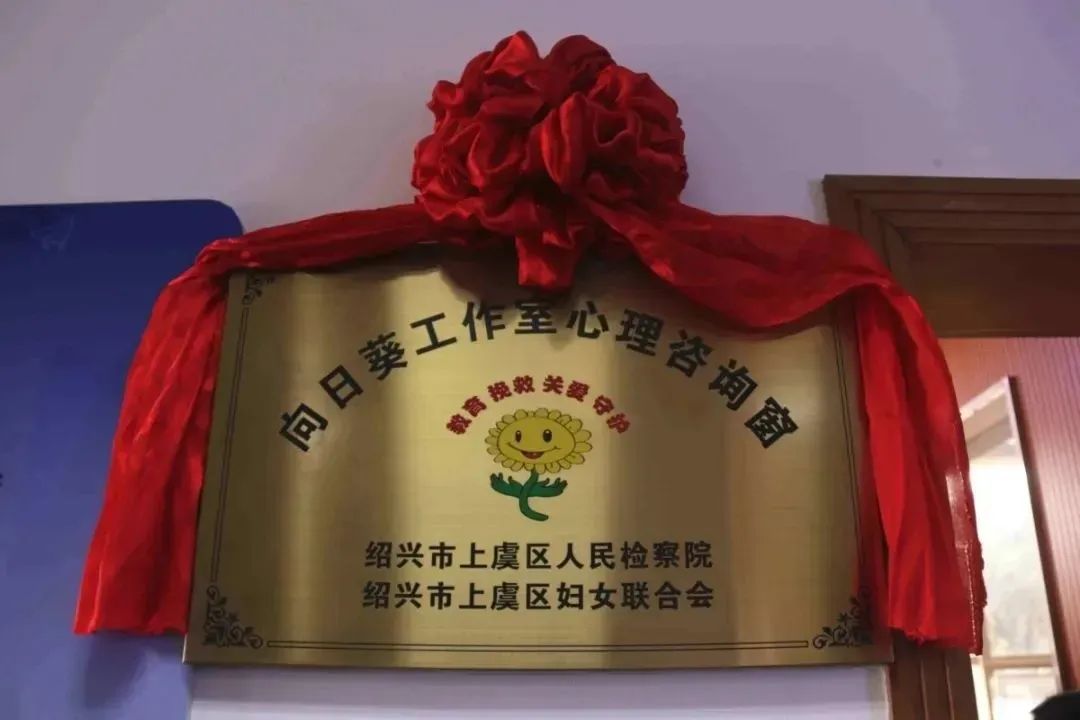 向日葵工作室心理咨询窗
教育 挽救 关爱 守护
绍兴市上虞区人民检察院
绍兴市上虞区妇女联合会